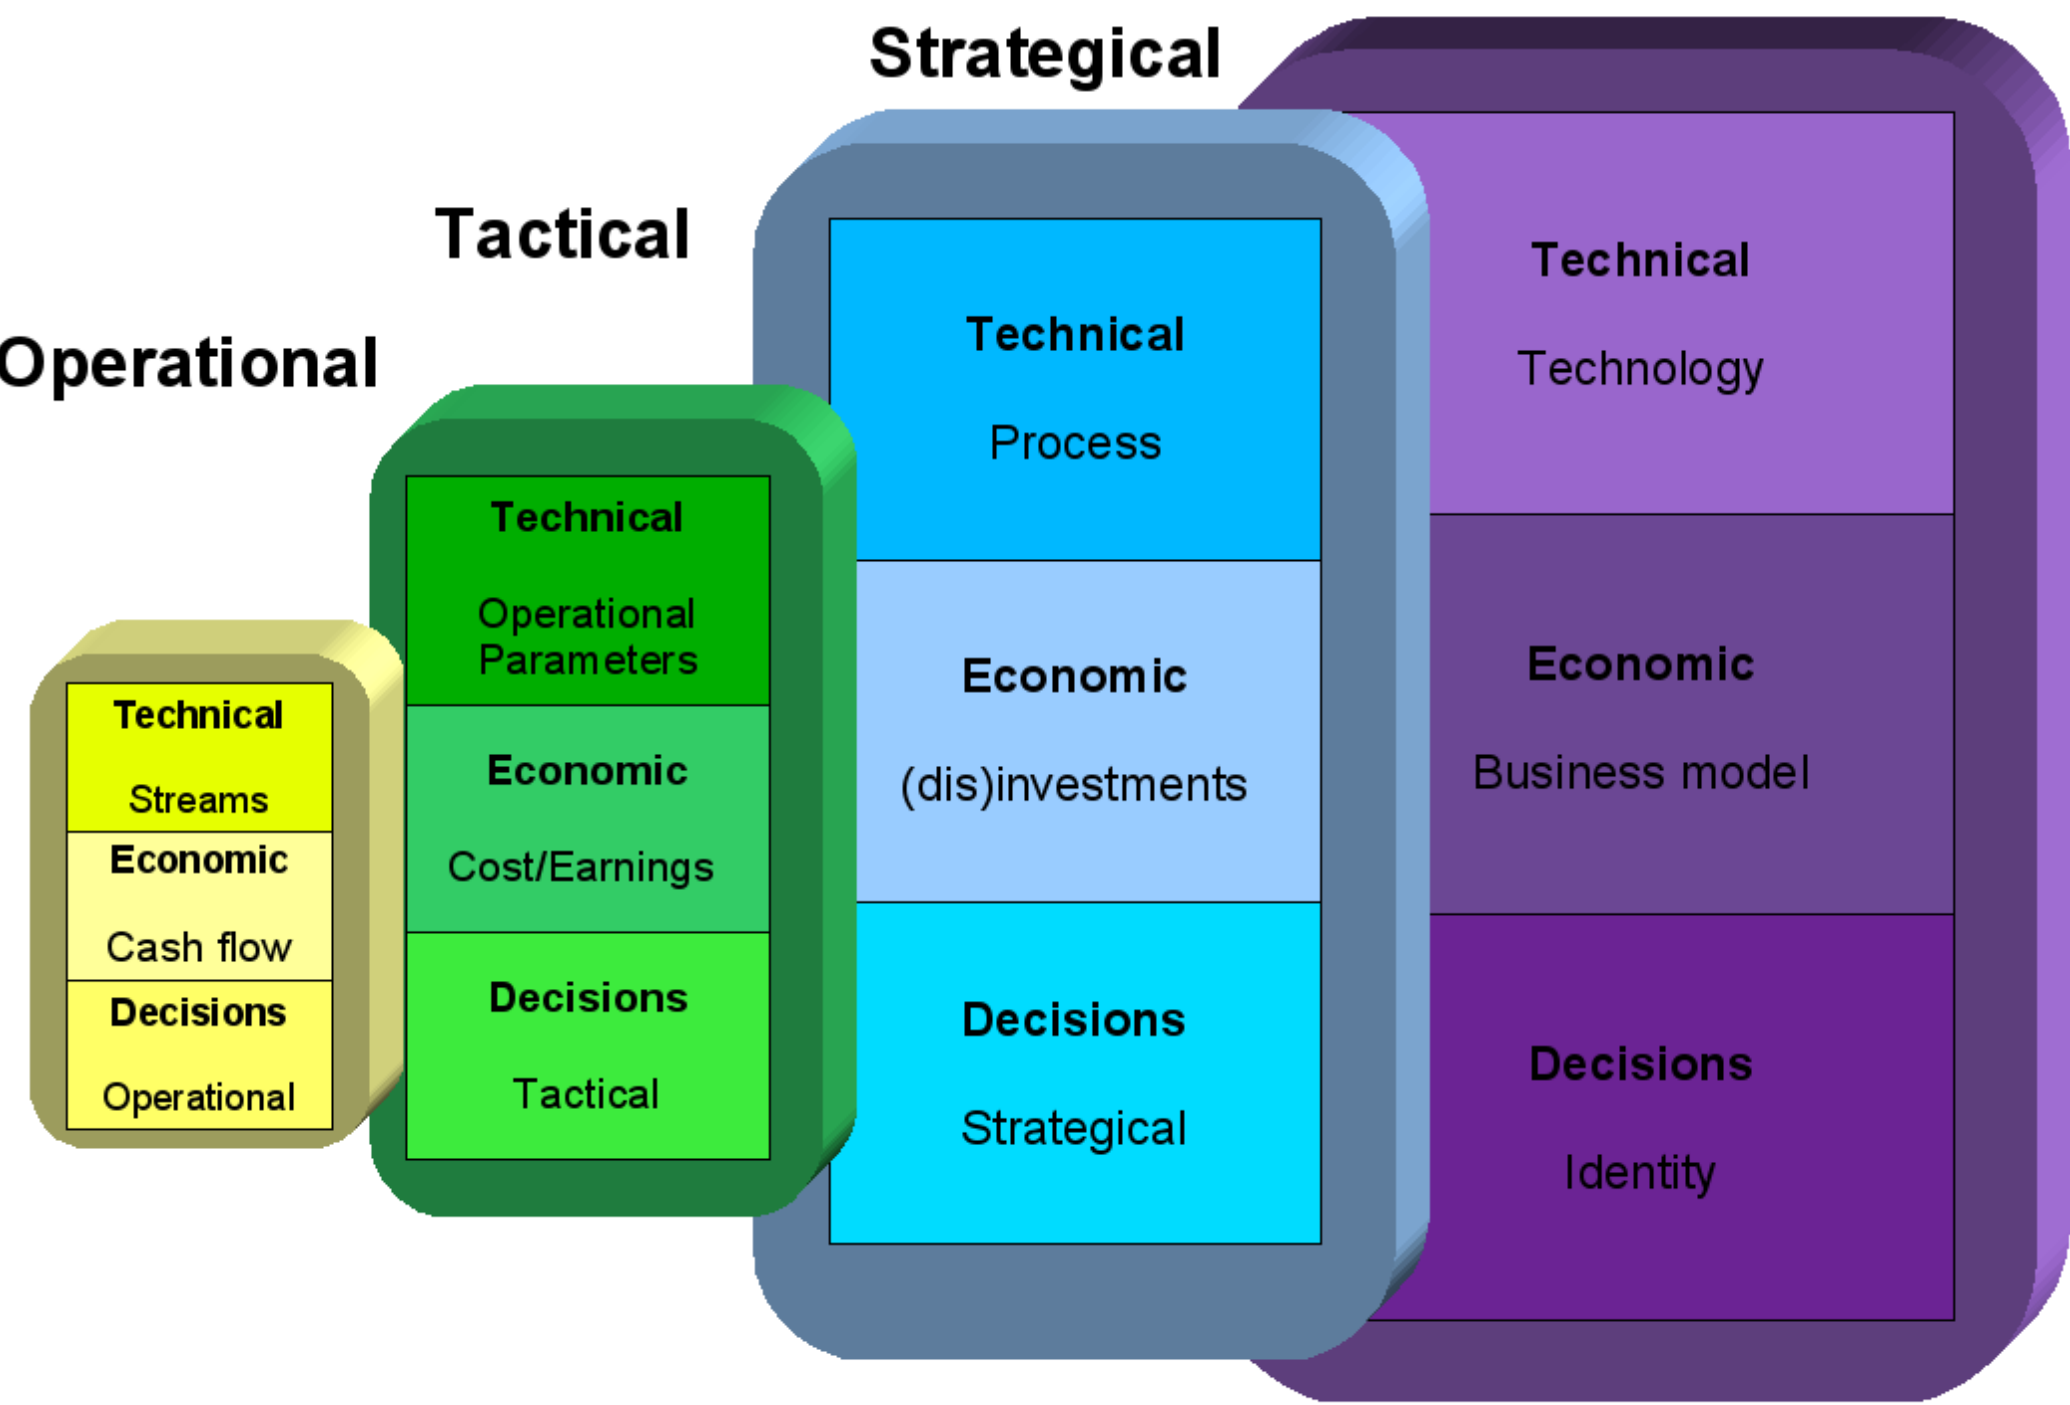 Strategical
Tactical
Operational
Technical
Streams
Economic
Cash flow
Decisions
Operational
Technical
Operational
Parameters
Economic
Cost/Earnings
Decisions
Tactical
Technical
Process
Economic
(dis)investments
Decisions
Strategical
Technical
Technology
Economic
Business model
Decisions
Identity